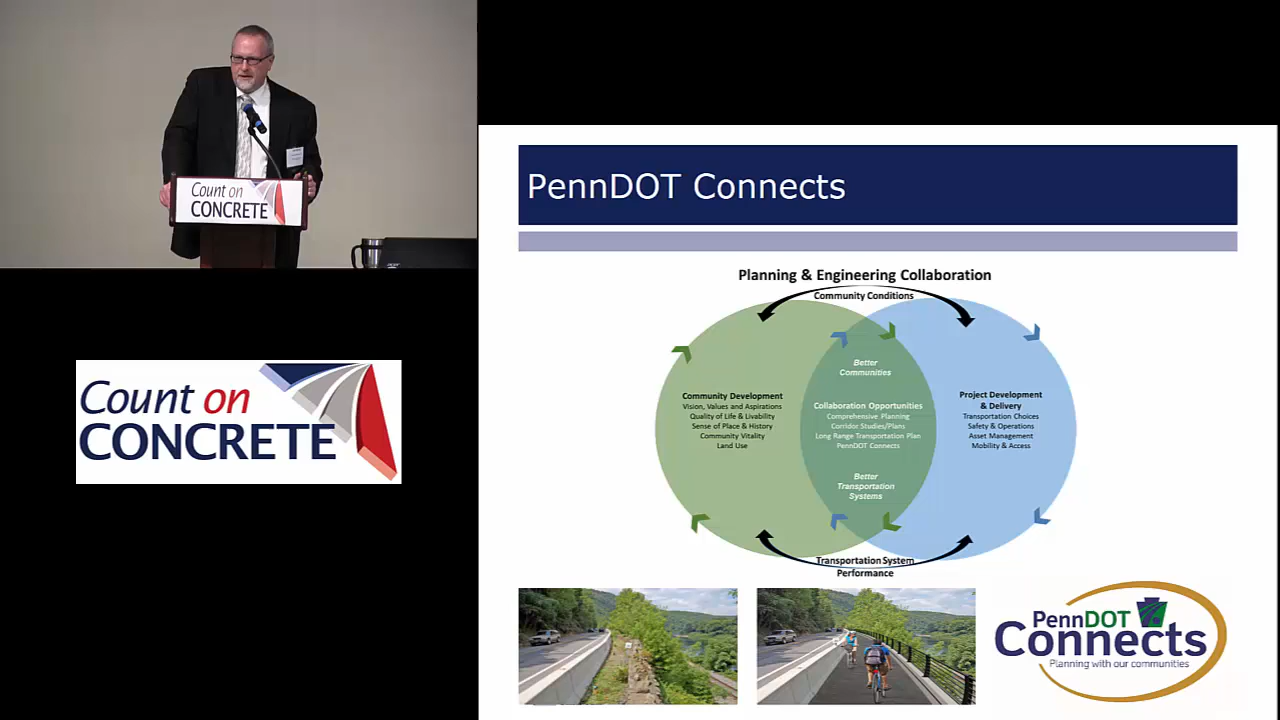 Count on
CONCRETE
Count on
CONCRETE
PennDOT Connects
Planning & Engineering Collaboration
Community Conditions
Better
Communities
Community Development
Vision, Values and Aspirations
Quality of Life & Livability
Sense of Place & History
Community Vitality
Land Use
Collaboration Opportunities
Comprehensive Planning
Corridor Studies/Plans
Long Range Transportation Plan
PennDOT Connects
Project Development
& Delivery
Transportation Choices
Safety & Operations
Asset Management
Mobility & Access
Better
Transportation
Systems
Transportation System
Performance
PennDOT
Connects
Planning with our communities